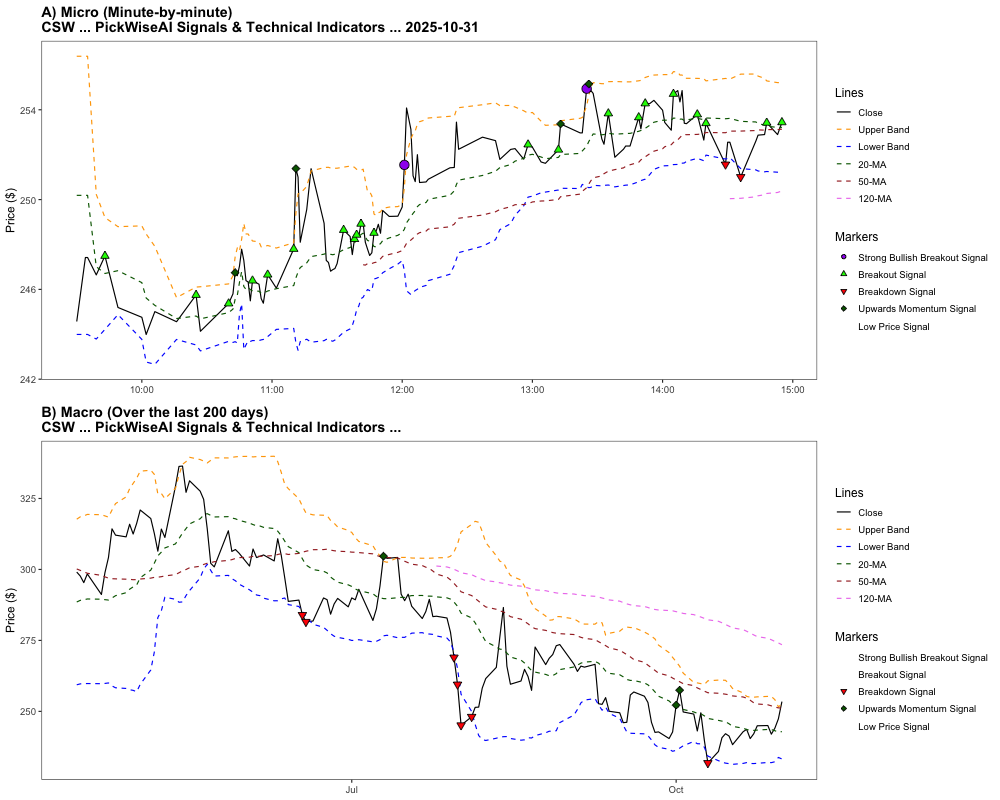 A) Micro (Minute-by-minute)
CSW ... PickWiseAI Signals & Technical Indicators ... 2025-10-31
Price ($)
254
250
246
242
10:00
11:00
12:00
13:00
14:00
15:00
Lines
Close
Upper Band
Lower Band
20-MA
50-MA
120-MA
Markers
Strong Bullish Breakout Signal
Breakout Signal
Breakdown Signal
Upwards Momentum Signal
Low Price Signal
B) Macro (Over the last 200 days)
CSW ... PickWiseAI Signals & Technical Indicators ...
Price ($)
325
300
275
250
Jul
Oct
Lines
Close
Upper Band
Lower Band
20-MA
50-MA
120-MA
Markers
Strong Bullish Breakout Signal
Breakout Signal
Breakdown Signal
Upwards Momentum Signal
Low Price Signal